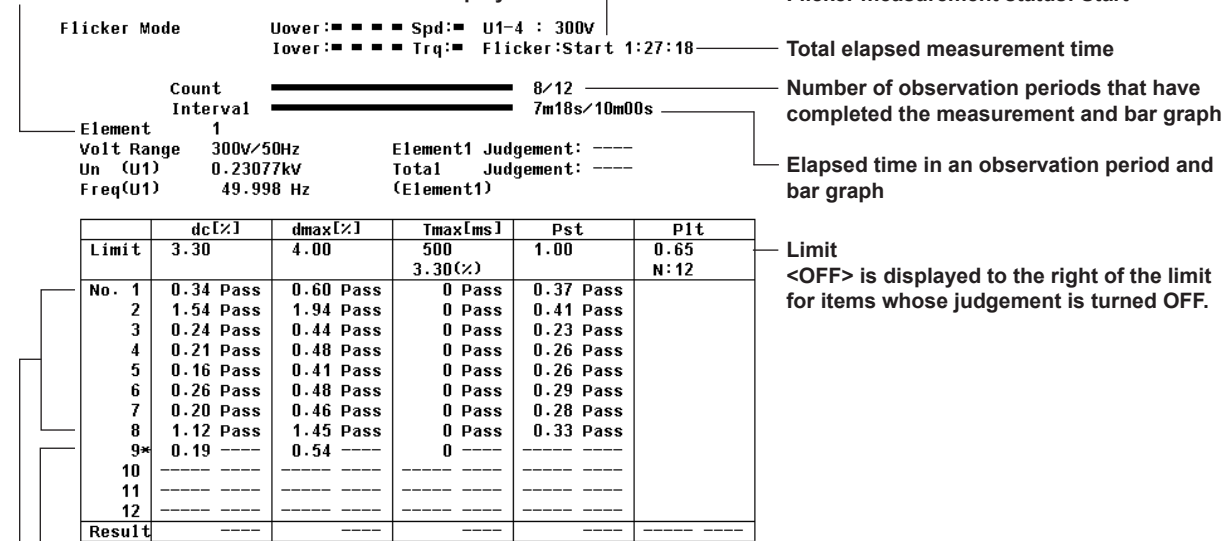 Flicker Mode Uover: Spd: U1-4 : 300V
Iover: Trq: Flicker:Start 1:27:18
Total elapsed measurement time
Count 8/12
Number of observation periods that have
completed the measurement and bar graph
Interval 7m18s/10m00s
Element 1
Volt Range 300V/50Hz Element1 Judgement: ----
Un (U1) 0.23077kV Total Judgement: ----
Freq(U1) 49.998 Hz (Element1)
Elapsed time in an observation period and
bar graph
dc[%] dmax[%] Tmax[ms] Pst Plt
Limit 3.30 4.00 500 1.00 0.65
3.30(%) N:12
Limit
<OFF> is displayed to the right of the limit
for items whose judgement is turned OFF.
No. 1 0.34 Pass 0.60 Pass 0 Pass 0.37 Pass
2 1.54 Pass 1.94 Pass 0 Pass 0.41 Pass
3 0.24 Pass 0.44 Pass 0 Pass 0.23 Pass
4 0.21 Pass 0.48 Pass 0 Pass 0.26 Pass
5 0.16 Pass 0.41 Pass 0 Pass 0.26 Pass
6 0.26 Pass 0.48 Pass 0 Pass 0.29 Pass
7 0.20 Pass 0.46 Pass 0 Pass 0.28 Pass
8 1.12 Pass 1.45 Pass 0 Pass 0.33 Pass
9* 0.19 ---- 0.54 ---- 0 ---- ----- ----
10 ----- ---- ----- ---- ----- ---- ----- ----
11 ----- ---- ----- ---- ----- ---- ----- ----
12 ----- ---- ----- ---- ----- ---- ----- ----
Result ---- ---- ---- ---- ----- ----